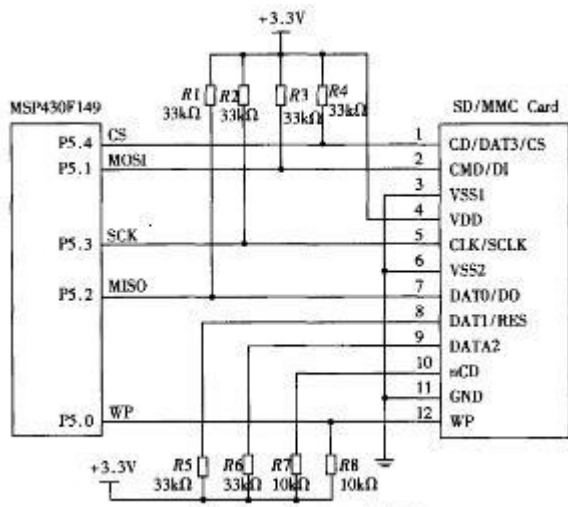 +3.3V
MSP430F149
R1 R2 R3 R4
33kΩ 33kΩ 33kΩ 33kΩ
SD/MMC Card
P5.4 CS 1 CD/DAT3/CS
P5.1 MOSI 2 CMD/DI
3 VSS1
4 VDD
P5.3 SCK 5 CLK/SCLK
6 VSS2
P5.2 MISO 7 DAT0/DO
8 DAT1/RES
9 DATA2
10 nCD
11 GND
P5.0 WP 12 WP
+3.3V R5 R6 R7 R8
33kΩ 33kΩ 10kΩ 10kΩ